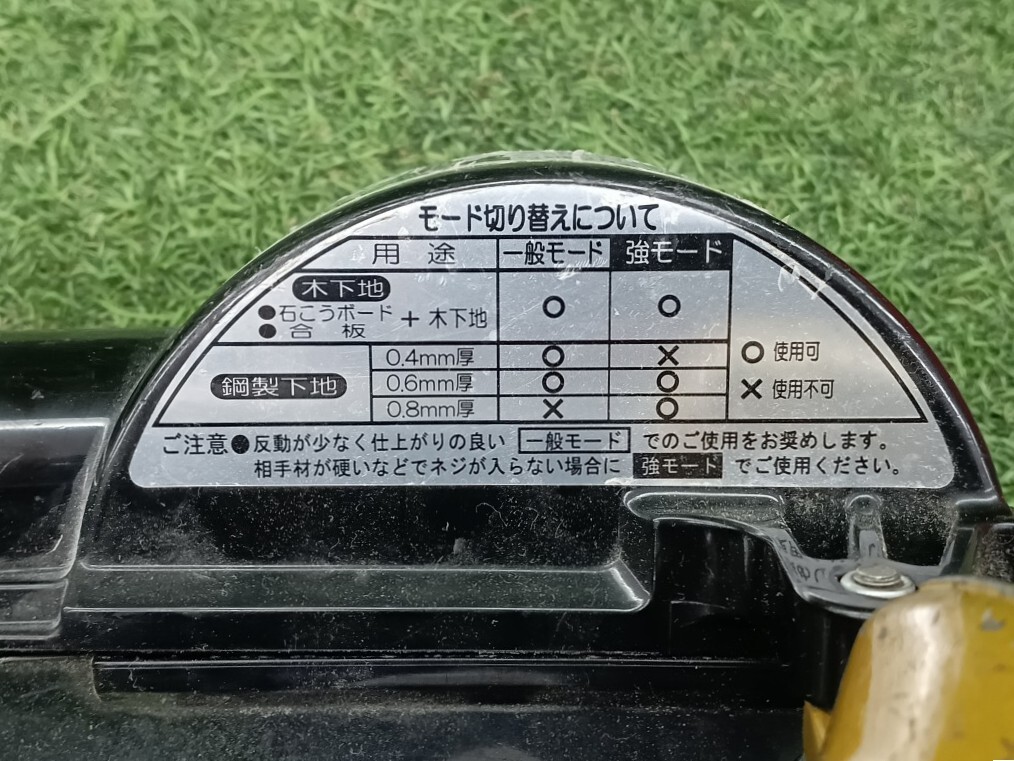 モード切り替えについて
用途 一般モード 強モード
木下地
●石こうボード
●合板
+ 木下地 ○ ○
鋼製下地
0.4mm厚 ○ ×
0.6mm厚 ○ ○
0.8mm厚 × ○
○ 使用可
× 使用不可
ご注意●反動が少なく仕上がりの良い 一般モード でのご使用をお奨めします。
相手材が硬いなどでネジが入らない場合に 強モード でご使用ください。